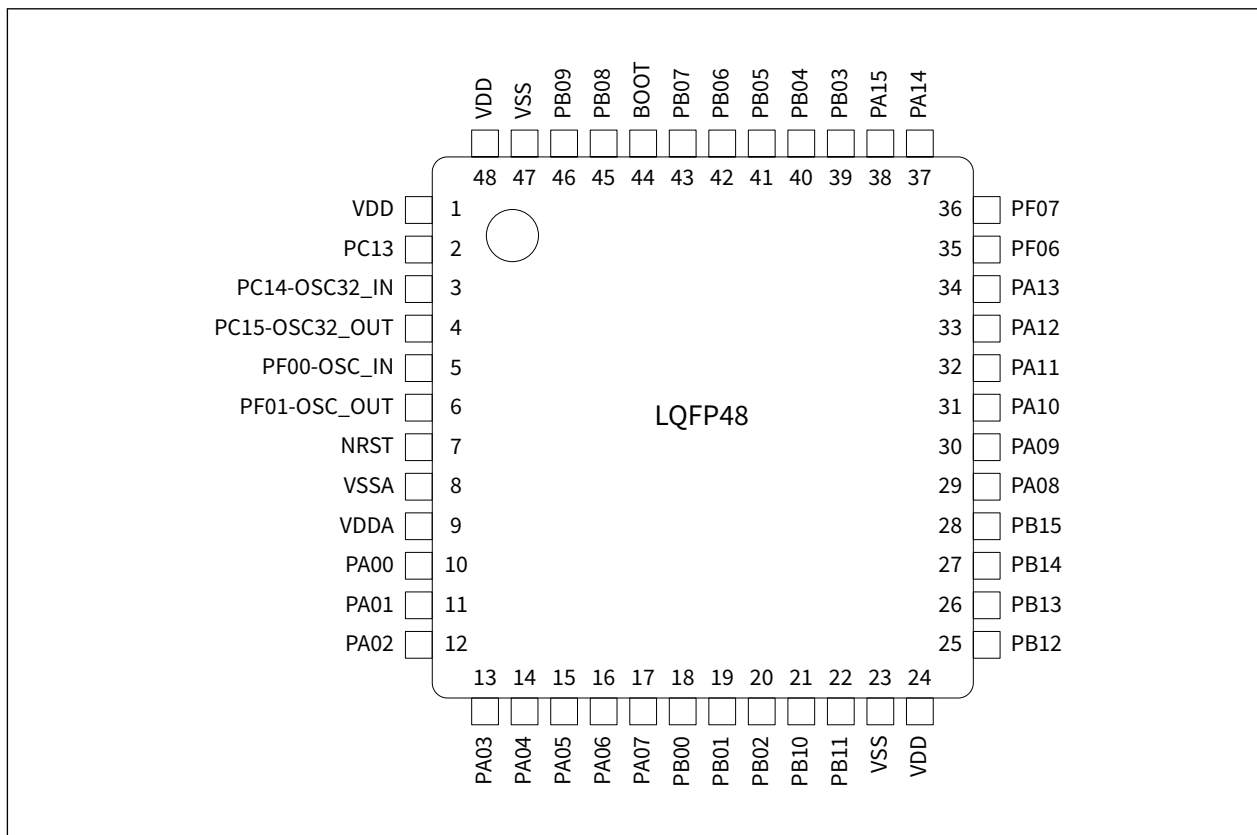 VDD VSS PB09 PB08 BOOT PB07 PB06 PB05 PB04 PB03 PA15 PA14
48 47 46 45 44 43 42 41 40 39 38 37
VDD 1 36 PF07
PC13 2 35 PF06
PC14-OSC32_IN 3 34 PA13
PC15-OSC32_OUT 4 33 PA12
PF00-OSC_IN 5 32 PA11
PF01-OSC_OUT 6 31 PA10
LQFP48
NRST 7 30 PA09
VSSA 8 29 PA08
VDDA 9 28 PB15
PA00 10 27 PB14
PA01 11 26 PB13
PA02 12 25 PB12
13 14 15 16 17 18 19 20 21 22 23 24
PA03 PA04 PA05 PA06 PA07 PB00 PB01 PB02 PB10 PB11 VSS VDD